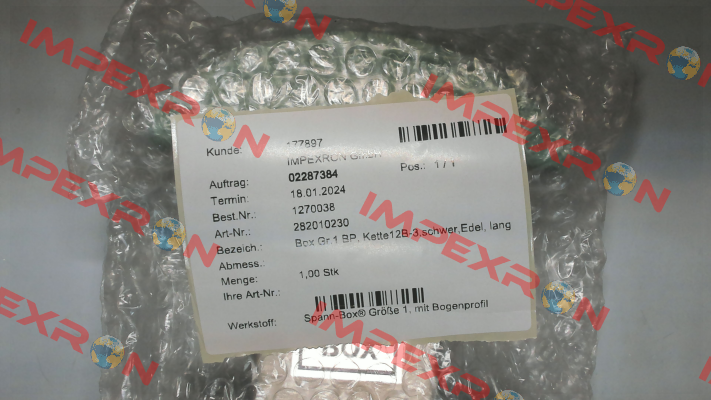 Kunde: 177897
IMPEXRON GmbH
Auftrag: 02287384 Pos.: 1 / 1
Termin: 18.01.2024
Best.Nr.: 1270038
Art-Nr.: 282010230
Bezeich.: Box Gr.1 BP, Kette12B-3,schwer,Edel, lang
Abmess.:
Menge: 1,00 Stk
Ihre Art-Nr.:
Werkstoff: Spann-Box® Größe 1, mit Bogenprofil
BOX
IMPEXRON
IMPEXRON
IMPEXRON
IMPEXRON
IMPEXRON
IMPEXRON